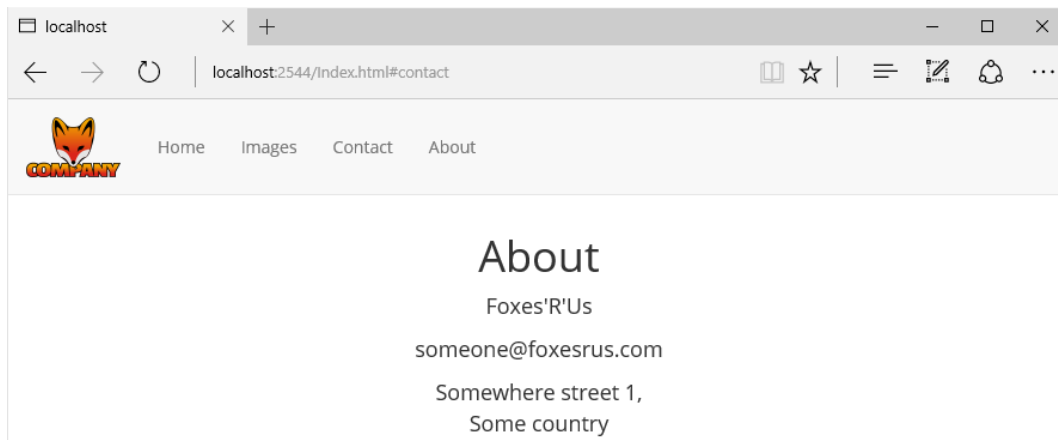 localhost
localhost:2544/Index.html#contact
COMPANY
Home Images Contact About
About
Foxes'R'Us
someone@foxesrus.com
Somewhere street 1,
Some country